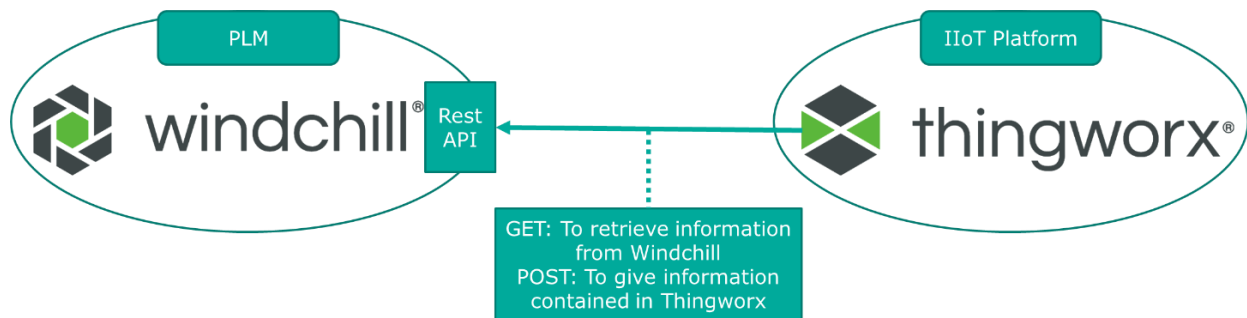 PLM
IIoT Platform
windchill®
Rest
API
thingworx®
GET: To retrieve information
from Windchill
POST: To give information
contained in Thingworx